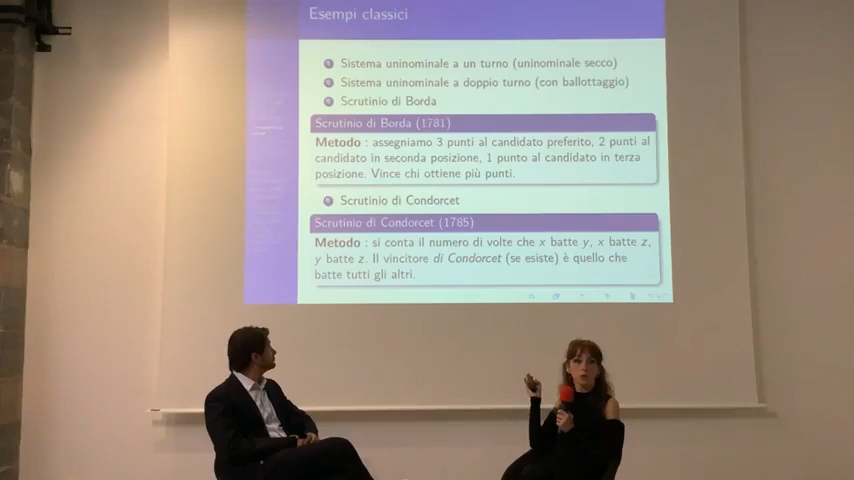 Esempi classici
1 Sistema uninominale a un turno (uninominale secco)
2 Sistema uninominale a doppio turno (con ballottaggio)
3 Scrutinio di Borda
Scrutinio di Borda (1781)
Metodo : assegniamo 3 punti al candidato preferito, 2 punti al
candidato in seconda posizione, 1 punto al candidato in terza
posizione. Vince chi ottiene più punti.
Scrutinio di Condorcet
Scrutinio di Condorcet (1785)
Metodo : si conta il numero di volte che x batte y, x batte z,
y batte z. Il vincitore di Condorcet (se esiste) è quello che
batte tutti gli altri.